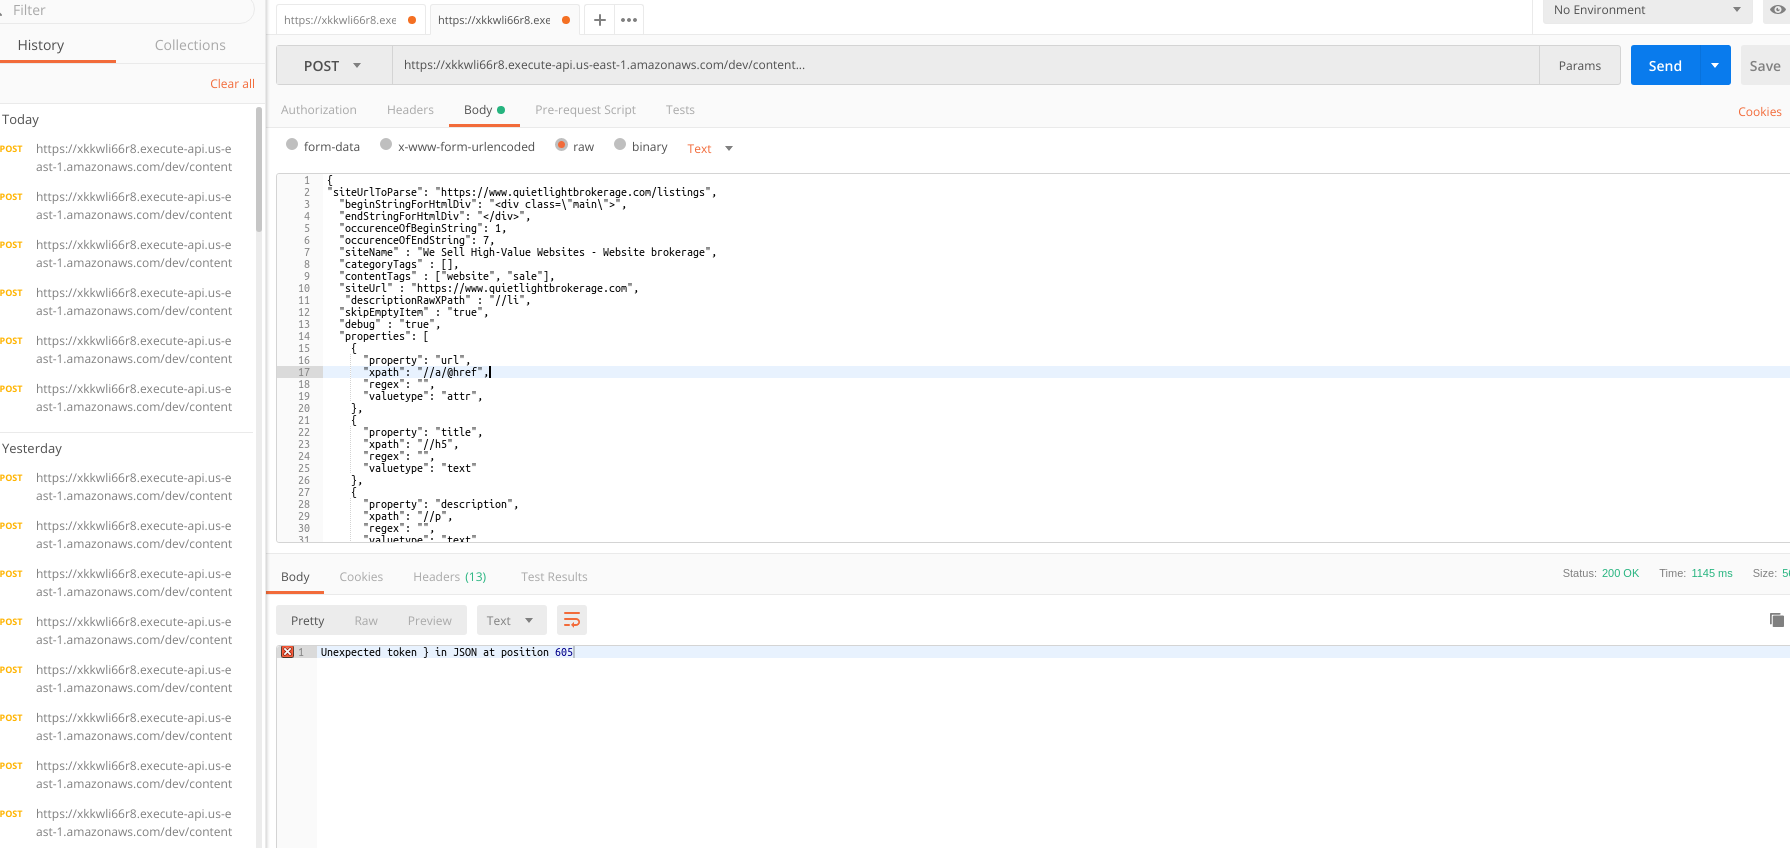 Filter
History Collections
Clear all
Today
POST https://xkkwli66r8.execute-api.us-e
ast-1.amazonaws.com/dev/content
POST https://xkkwli66r8.execute-api.us-e
ast-1.amazonaws.com/dev/content
POST https://xkkwli66r8.execute-api.us-e
ast-1.amazonaws.com/dev/content
POST https://xkkwli66r8.execute-api.us-e
ast-1.amazonaws.com/dev/content
POST https://xkkwli66r8.execute-api.us-e
ast-1.amazonaws.com/dev/content
POST https://xkkwli66r8.execute-api.us-e
ast-1.amazonaws.com/dev/content
Yesterday
POST https://xkkwli66r8.execute-api.us-e
ast-1.amazonaws.com/dev/content
POST https://xkkwli66r8.execute-api.us-e
ast-1.amazonaws.com/dev/content
POST https://xkkwli66r8.execute-api.us-e
ast-1.amazonaws.com/dev/content
POST https://xkkwli66r8.execute-api.us-e
ast-1.amazonaws.com/dev/content
POST https://xkkwli66r8.execute-api.us-e
ast-1.amazonaws.com/dev/content
POST https://xkkwli66r8.execute-api.us-e
ast-1.amazonaws.com/dev/content
POST https://xkkwli66r8.execute-api.us-e
ast-1.amazonaws.com/dev/content
POST https://xkkwli66r8.execute-api.us-e
ast-1.amazonaws.com/dev/content
https://xkkwli66r8.exe https://xkkwli66r8.exe + ••• No Environment
POST https://xkkwli66r8.execute-api.us-east-1.amazonaws.com/dev/content... Params Send Save
Authorization Headers Body Pre-request Script Tests Cookies
form-data x-www-form-urlencoded raw binary Text
1 {
2 "siteUrlToParse": "https://www.quietlightbrokerage.com/listings",
3 "beginStringForHtmlDiv": "<div class=\"main\">",
4 "endStringForHtmlDiv": "</div>",
5 "occurenceOfBeginString": 1,
6 "occurenceOfEndString": 7,
7 "siteName" : "We Sell High-Value Websites - Website brokerage",
8 "categoryTags" : [],
9 "contentTags" : ["website", "sale"],
10 "siteUrl" : "https://www.quietlightbrokerage.com",
11 "descriptionRawXPath" : "//li",
12 "skipEmptyItem" : "true",
13 "debug" : "true",
14 "properties": [
15 {
16 "property": "url",
17 "xpath": "//a/@href",
18 "regex": "",
19 "valuetype": "attr",
20 },
21 {
22 "property": "title",
23 "xpath": "//h5",
24 "regex": "",
25 "valuetype": "text"
26 },
27 {
28 "property": "description",
29 "xpath": "//p",
30 "regex": "",
31 "valuetype": "text"
Body Cookies Headers (13) Test Results Status: 200 OK Time: 1145 ms Size:
Pretty Raw Preview Text
1 Unexpected token } in JSON at position 605